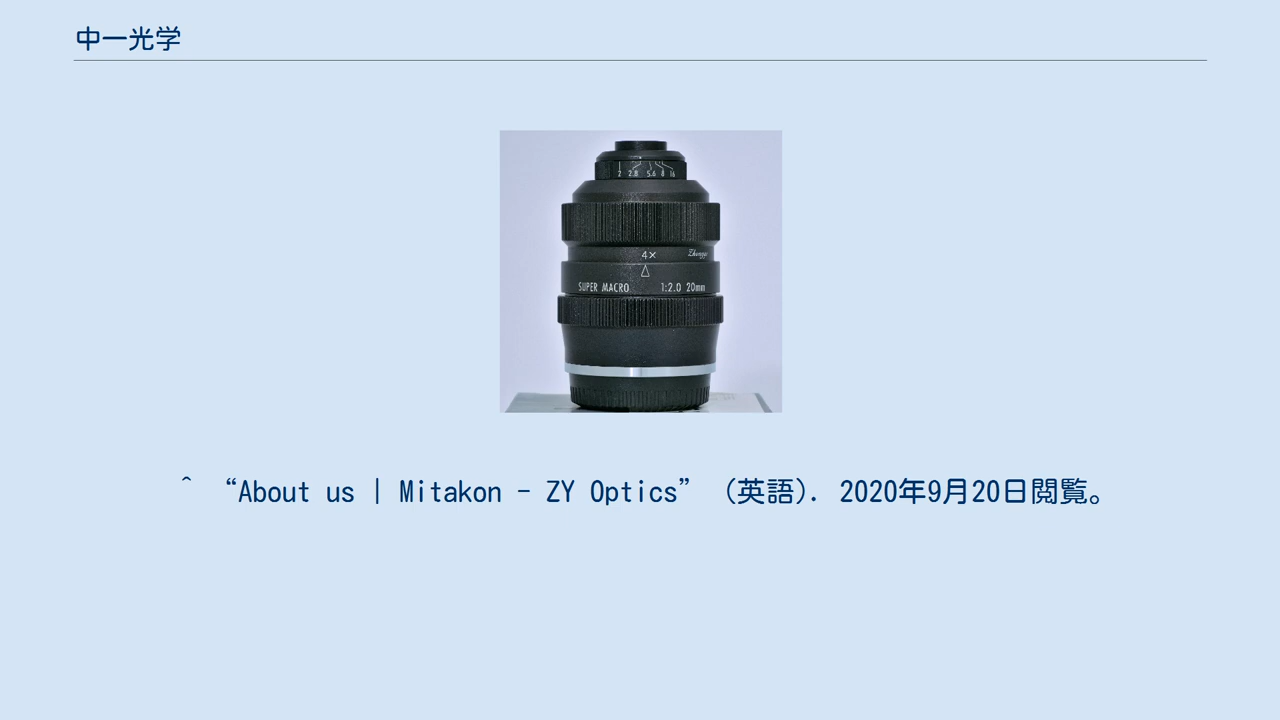 中一光学
2 2.8 5.6 8 16
4× Zhongyi
SUPER MACRO 1:2.0 20mm
^ “About us | Mitakon - ZY Optics” (英語). 2020年9月20日閲覧。